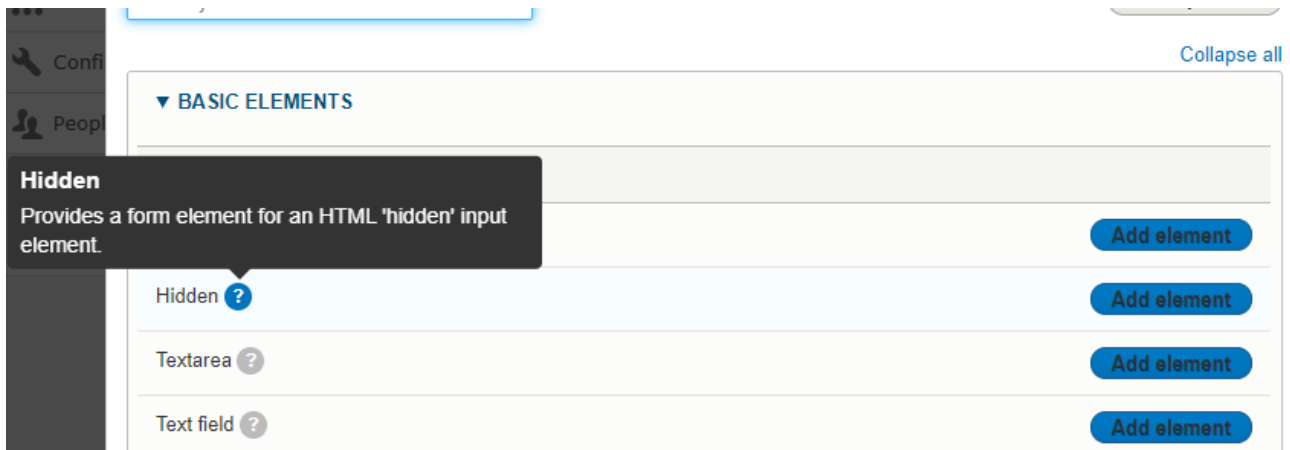 Collapse all
Confi
▼ BASIC ELEMENTS
Peopl
Hidden
Provides a form element for an HTML 'hidden' input
element.
Add element
Hidden ?
Add element
Textarea ?
Add element
Text field ?
Add element